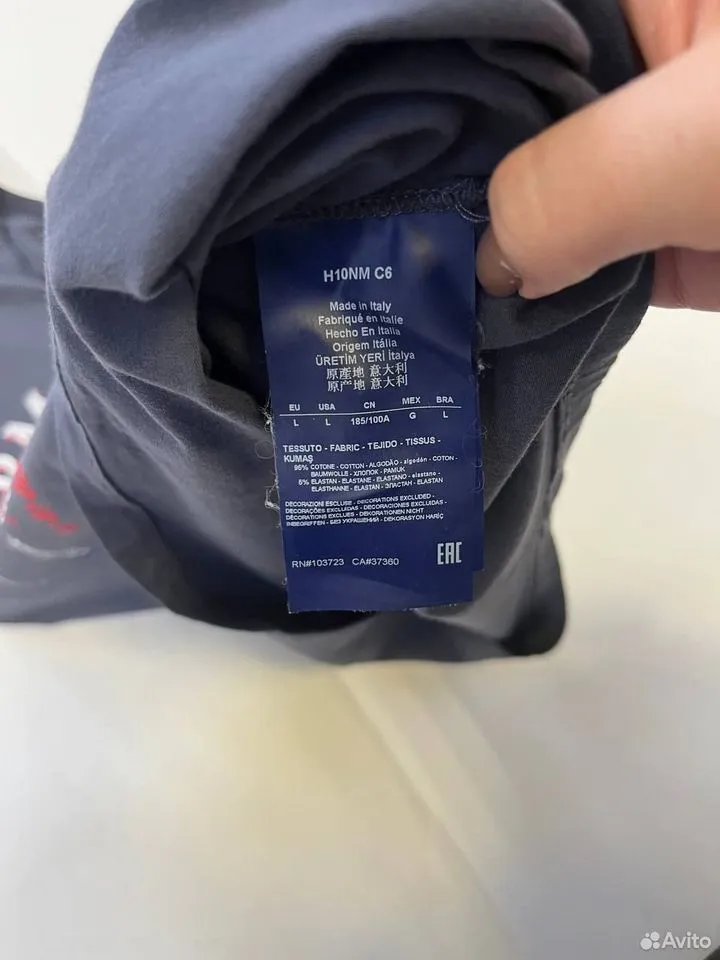 H10NM C6
Made in Italy
Fabriqué en Italie
Hecho En Italia
Origem Itália
ÜRETİM YERİ İtalya
原産地 意大利
原产地 意大利
EU USA CN MEX BRA
L L 185/100A G L
TESSUTO - FABRIC - TEJIDO - TISSUS -
KUMAŞ
95% COTONE - COTTON - ALGODÃO - algodón - COTON -
BAUMWOLLE - ХЛОПОК - PAMUK
5% ELASTAN - ELASTANE - ELASTANO - elastano -
ELASTHANNE - ELASTAN - ЭЛАСТАН - ELASTAN
DECORAZIONI ESCLUSE - DECORATIONS EXCLUDED -
DECORAÇÕES EXCLUIDAS - DECORACIONES EXCLUIDAS -
DÉCORATIONS EXCLUES - DEKORATIONEN NICHT
INBEGRIFFEN - БЕЗ УКРАШЕНИЙ - DEKORASYON HARİÇ
RN#103723 CA#37360
EAC
Avito